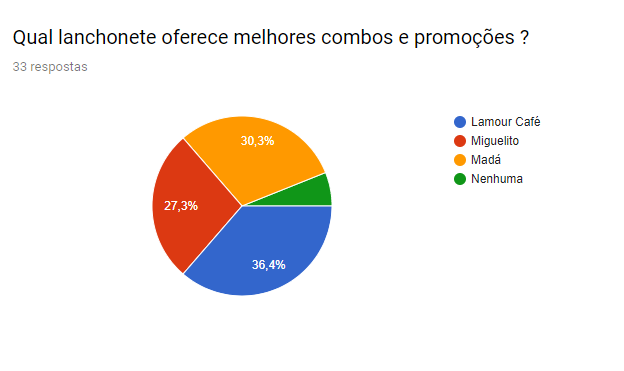 Qual lanchonete oferece melhores combos e promoções ?
33 respostas
30,3%
27,3%
36,4%
Lamour Café
Miguelito
Madá
Nenhuma